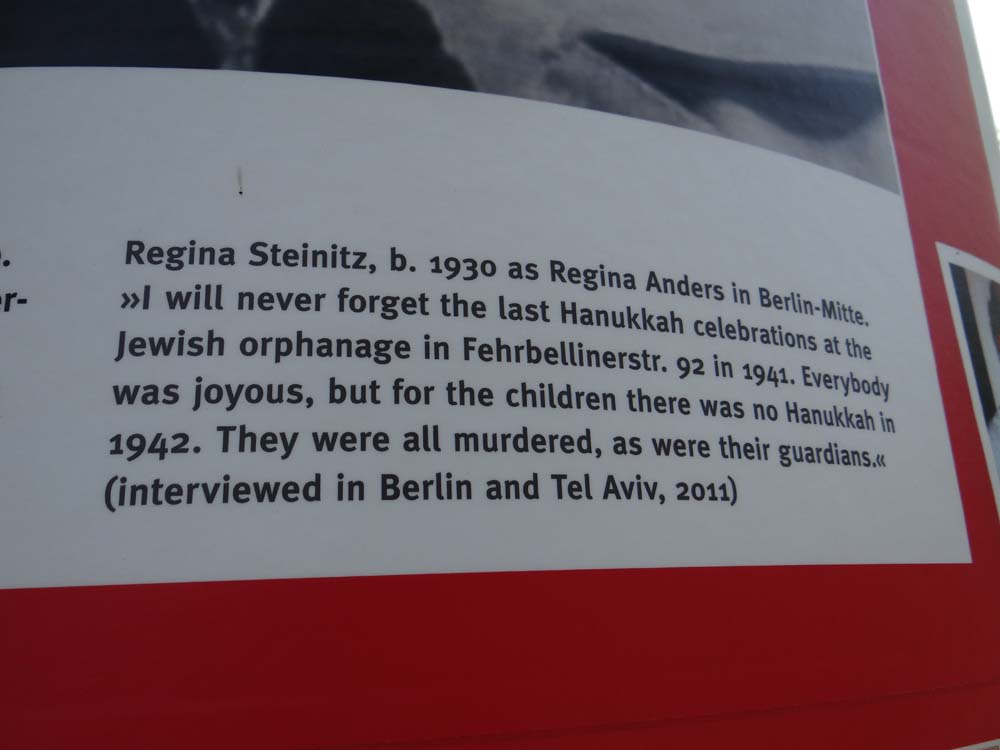 er-
Regina Steinitz, b. 1930 as Regina Anders in Berlin-Mitte.
»I will never forget the last Hanukkah celebrations at the
Jewish orphanage in Fehrbellinerstr. 92 in 1941. Everybody
was joyous, but for the children there was no Hanukkah in
1942. They were all murdered, as were their guardians.«
(interviewed in Berlin and Tel Aviv, 2011)